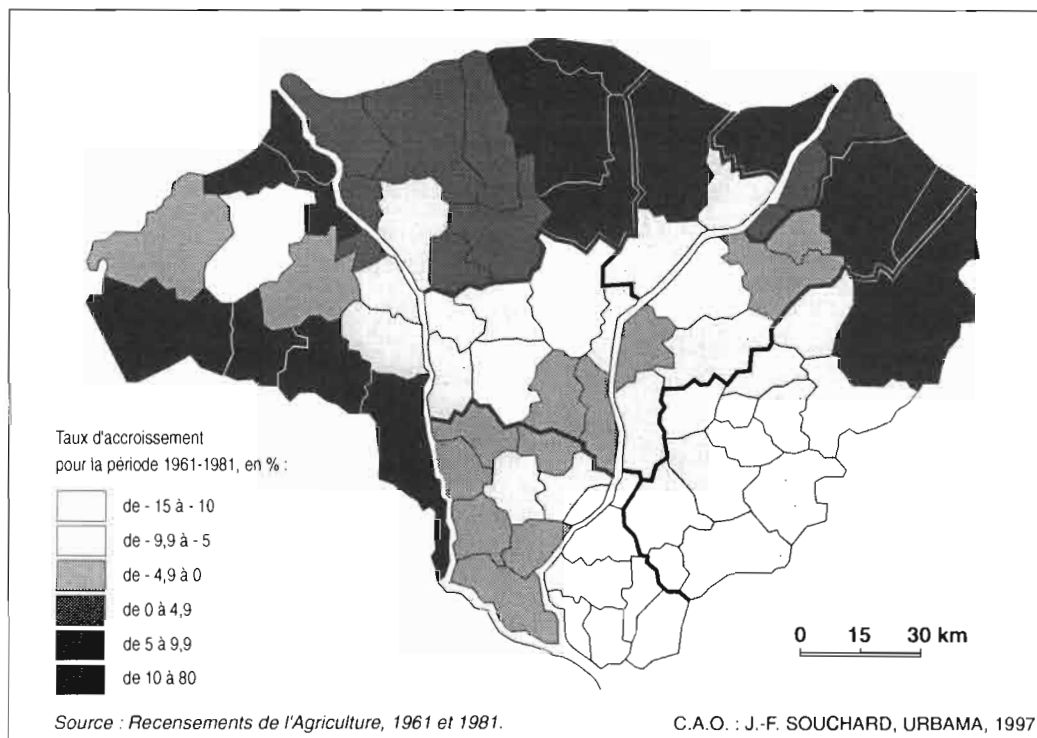 Taux d'accroissement
pour la période 1961-1981, en % :
de - 15 à - 10
de - 9,9 à - 5
de - 4,9 à 0
de 0 à 4,9
de 5 à 9,9
de 10 à 80
0 15 30 km
Source : Recensements de l'Agriculture, 1961 et 1981.
C.A.O. : J.-F. SOUCHARD, URBAMA, 1997